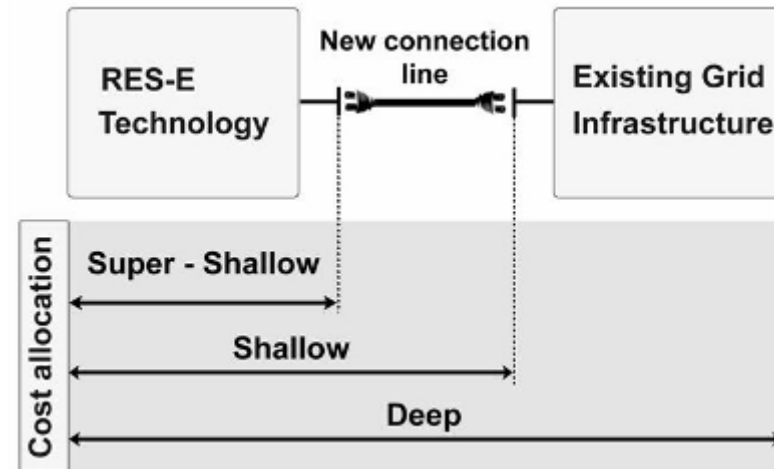 RES-E
Technology
New connection
line
Existing Grid
Infrastructure
Cost allocation
Super - Shallow
Shallow
Deep